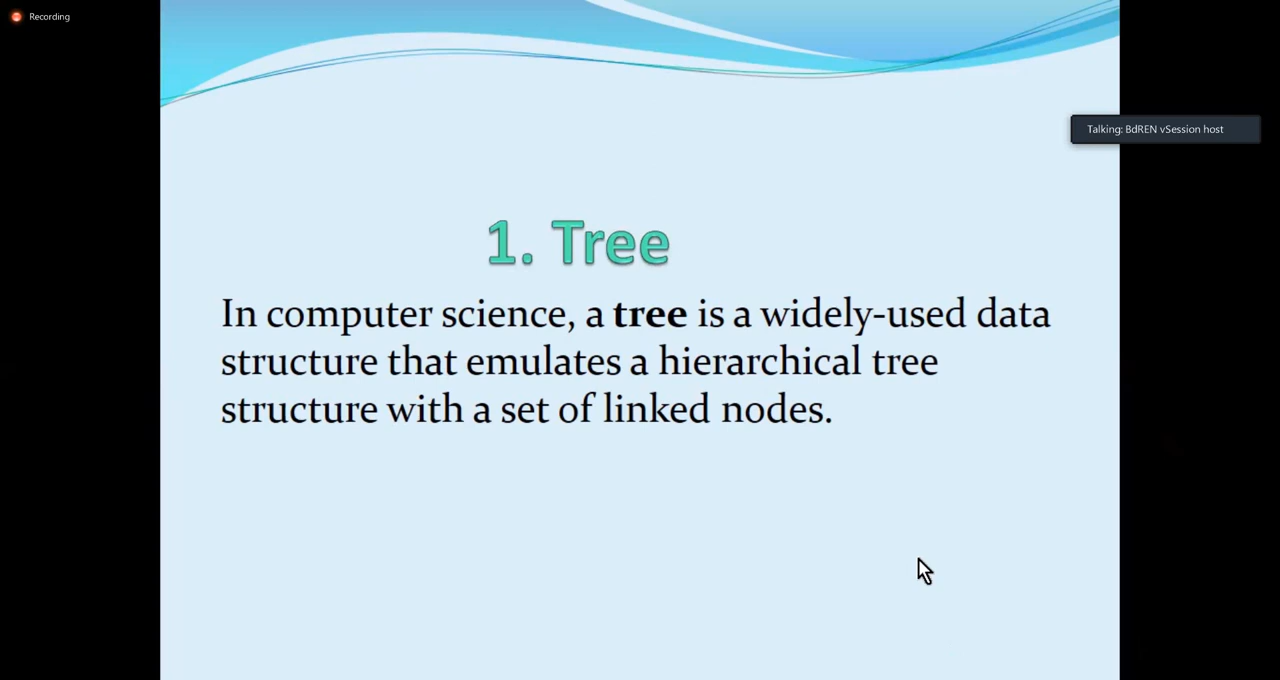 Recording
Talking: BdREN vSession host
1. Tree
In computer science, a tree is a widely-used data
structure that emulates a hierarchical tree
structure with a set of linked nodes.